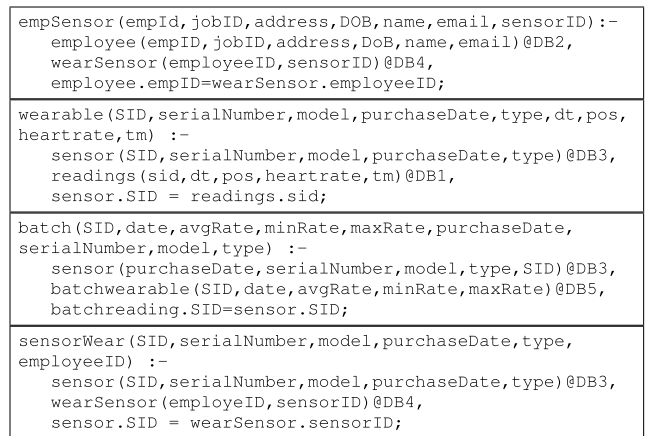 empSensor(empId,jobID,address,DOB,name,email,sensorID):-
employee(empID,jobID,address,DoB,name,email)@DB2,
wearSensor(employeeID,sensorID)@DB4,
employee.empID=wearSensor.employeeID;
wearable(SID,serialNumber,model,purchaseDate,type,dt,pos,
heartrate,tm) :-
sensor(SID,serialNumber,model,purchaseDate,type)@DB3,
readings(sid,dt,pos,heartrate,tm)@DB1,
sensor.SID = readings.sid;
batch(SID,date,avgRate,minRate,maxRate,purchaseDate,
serialNumber,model,type) :-
sensor(purchaseDate,serialNumber,model,type,SID)@DB3,
batchwearable(SID,date,avgRate,minRate,maxRate)@DB5,
batchreading.SID=sensor.SID;
sensorWear(SID,serialNumber,model,purchaseDate,type,
employeeID) :-
sensor(SID,serialNumber,model,purchaseDate,type)@DB3,
wearSensor(employeID,sensorID)@DB4,
sensor.SID = wearSensor.sensorID;